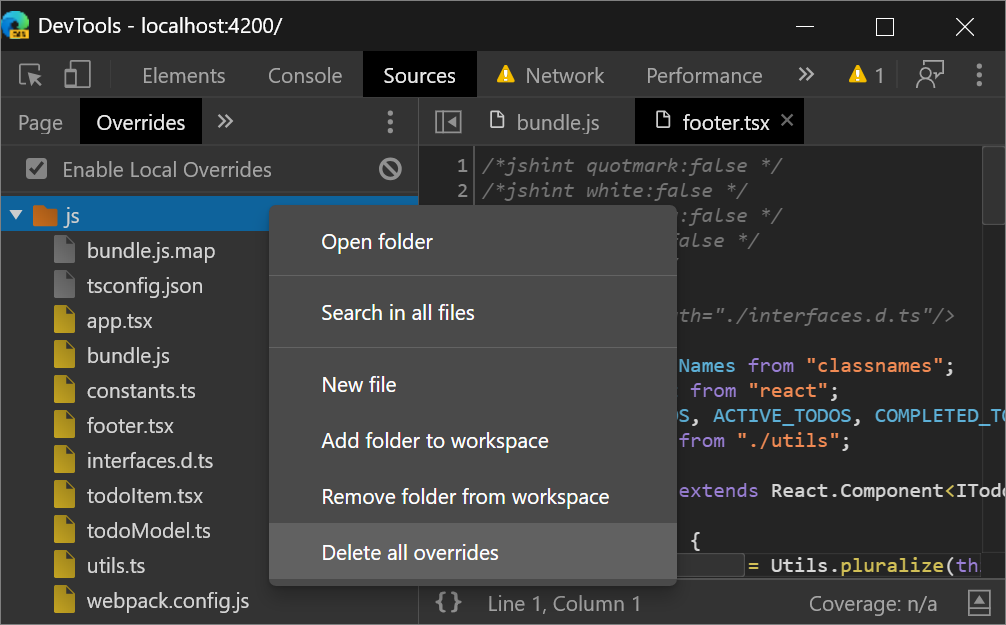 DevTools - localhost:4200/
Elements Console Sources Network Performance 1
Page Overrides
bundle.js footer.tsx
Enable Local Overrides
js
bundle.js.map
tsconfig.json
app.tsx
bundle.js
constants.ts
footer.tsx
interfaces.d.ts
todoItem.tsx
todoModel.ts
utils.ts
webpack.config.js
Open folder
Search in all files
New file
Add folder to workspace
Remove folder from workspace
Delete all overrides
1 /*jshint quotmark:false */
2 /*jshint white:false */
:false */
alse */
th="./interfaces.d.ts"/>
Names from "classnames";
from "react";
OS, ACTIVE_TODOS, COMPLETED_TO
from "./utils";
extends React.Component<ITodo
{
= Utils.pluralize(th
{} Line 1, Column 1 Coverage: n/a